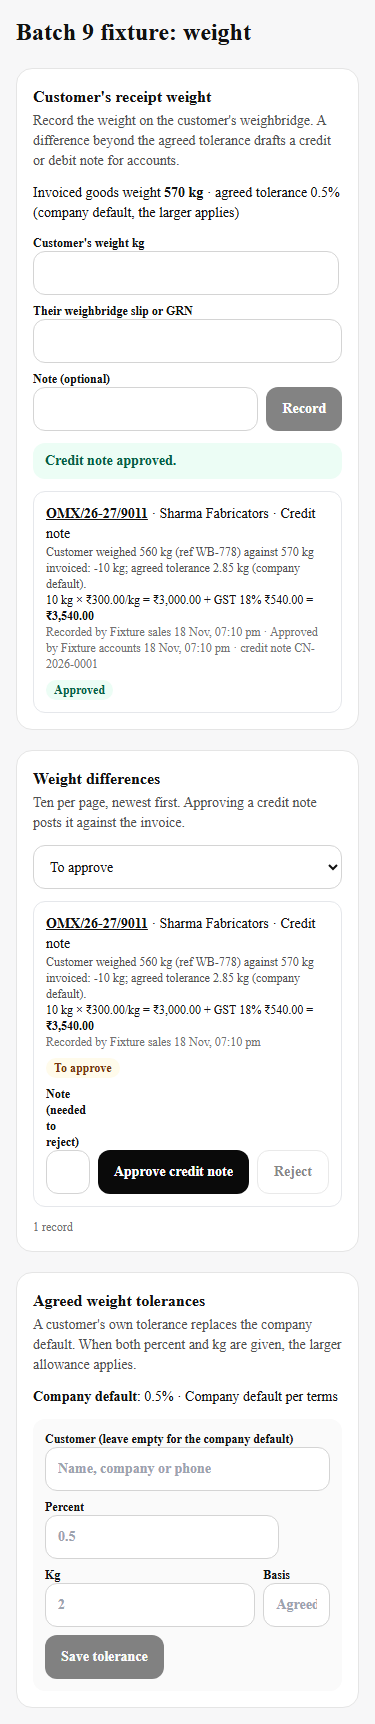 Batch 9 fixture: weight
Customer's receipt weight
Record the weight on the customer's weighbridge. A
difference beyond the agreed tolerance drafts a credit
or debit note for accounts.
Invoiced goods weight 570 kg · agreed tolerance 0.5%
(company default, the larger applies)
Customer's weight kg
Their weighbridge slip or GRN
Note (optional)
Record
Credit note approved.
OMX/26-27/9011 · Sharma Fabricators · Credit
note
Customer weighed 560 kg (ref WB-778) against 570 kg
invoiced: -10 kg; agreed tolerance 2.85 kg (company
default).
10 kg × ₹300.00/kg = ₹3,000.00 + GST 18% ₹540.00 =
₹3,540.00
Recorded by Fixture sales 18 Nov, 07:10 pm · Approved
by Fixture accounts 18 Nov, 07:10 pm · credit note CN-
2026-0001
Approved
Weight differences
Ten per page, newest first. Approving a credit note
posts it against the invoice.
To approve
OMX/26-27/9011 · Sharma Fabricators · Credit
note
Customer weighed 560 kg (ref WB-778) against 570 kg
invoiced: -10 kg; agreed tolerance 2.85 kg (company
default).
10 kg × ₹300.00/kg = ₹3,000.00 + GST 18% ₹540.00 =
₹3,540.00
Recorded by Fixture sales 18 Nov, 07:10 pm
To approve
Note
(needed
to
reject)
Approve credit note Reject
1 record
Agreed weight tolerances
A customer's own tolerance replaces the company
default. When both percent and kg are given, the larger
allowance applies.
Company default: 0.5% · Company default per terms
Customer (leave empty for the company default)
Name, company or phone
Percent
0.5
Kg Basis
2 Agreed
Save tolerance